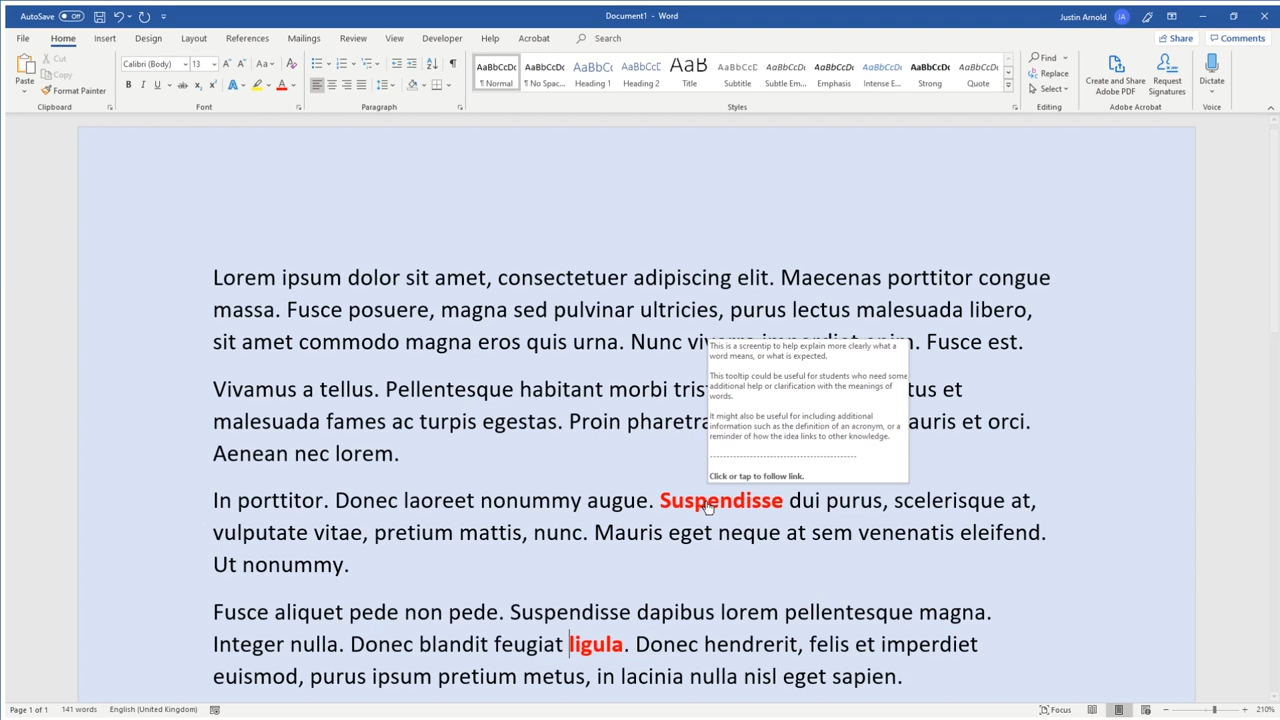 AutoSave Off
Document1 - Word
Justin Arnold JA
File Home Insert Design Layout References Mailings Review View Developer Help Acrobat Search
Share Comments
Paste
Cut
Copy
Format Painter
Clipboard
Calibri (Body) 13
Font
Paragraph
AaBbCcDc AaBbCcDc AaBbCc AaBbCcC AaB AaBbCcC AaBbCcDc AaBbCcDc AaBbCcDc AaBbCcDc AaBbCcDc
¶ Normal ¶ No Spac... Heading 1 Heading 2 Title Subtitle Subtle Em... Emphasis Intense E... Strong Quote
Styles
Find
Replace
Select
Editing
Create and Share Adobe PDF
Request Signatures
Adobe Acrobat
Dictate
Voice
Lorem ipsum dolor sit amet, consectetuer adipiscing elit. Maecenas porttitor congue
massa. Fusce posuere, magna sed pulvinar ultricies, purus lectus malesuada libero,
sit amet commodo magna eros quis urna. Nunc viverra imperdiet enim. Fusce est.
Vivamus a tellus. Pellentesque habitant morbi tris us et
malesuada fames ac turpis egestas. Proin pharetra auris et orci.
Aenean nec lorem.
This is a screentip to help explain more clearly what a
word means, or what is expected.
This tooltip could be useful for students who need some
additional help or clarification with the meanings of
words.
It might also be useful for including additional
information such as the definition of an acronym, or a
reminder of how the idea links to other knowledge.
----------------------------------------
Click or tap to follow link.
In porttitor. Donec laoreet nonummy augue. Suspendisse dui purus, scelerisque at,
vulputate vitae, pretium mattis, nunc. Mauris eget neque at sem venenatis eleifend.
Ut nonummy.
Fusce aliquet pede non pede. Suspendisse dapibus lorem pellentesque magna.
Integer nulla. Donec blandit feugiat ligula. Donec hendrerit, felis et imperdiet
euismod, purus ipsum pretium metus, in lacinia nulla nisl eget sapien.
Page 1 of 1 141 words English (United Kingdom)
Focus
210%